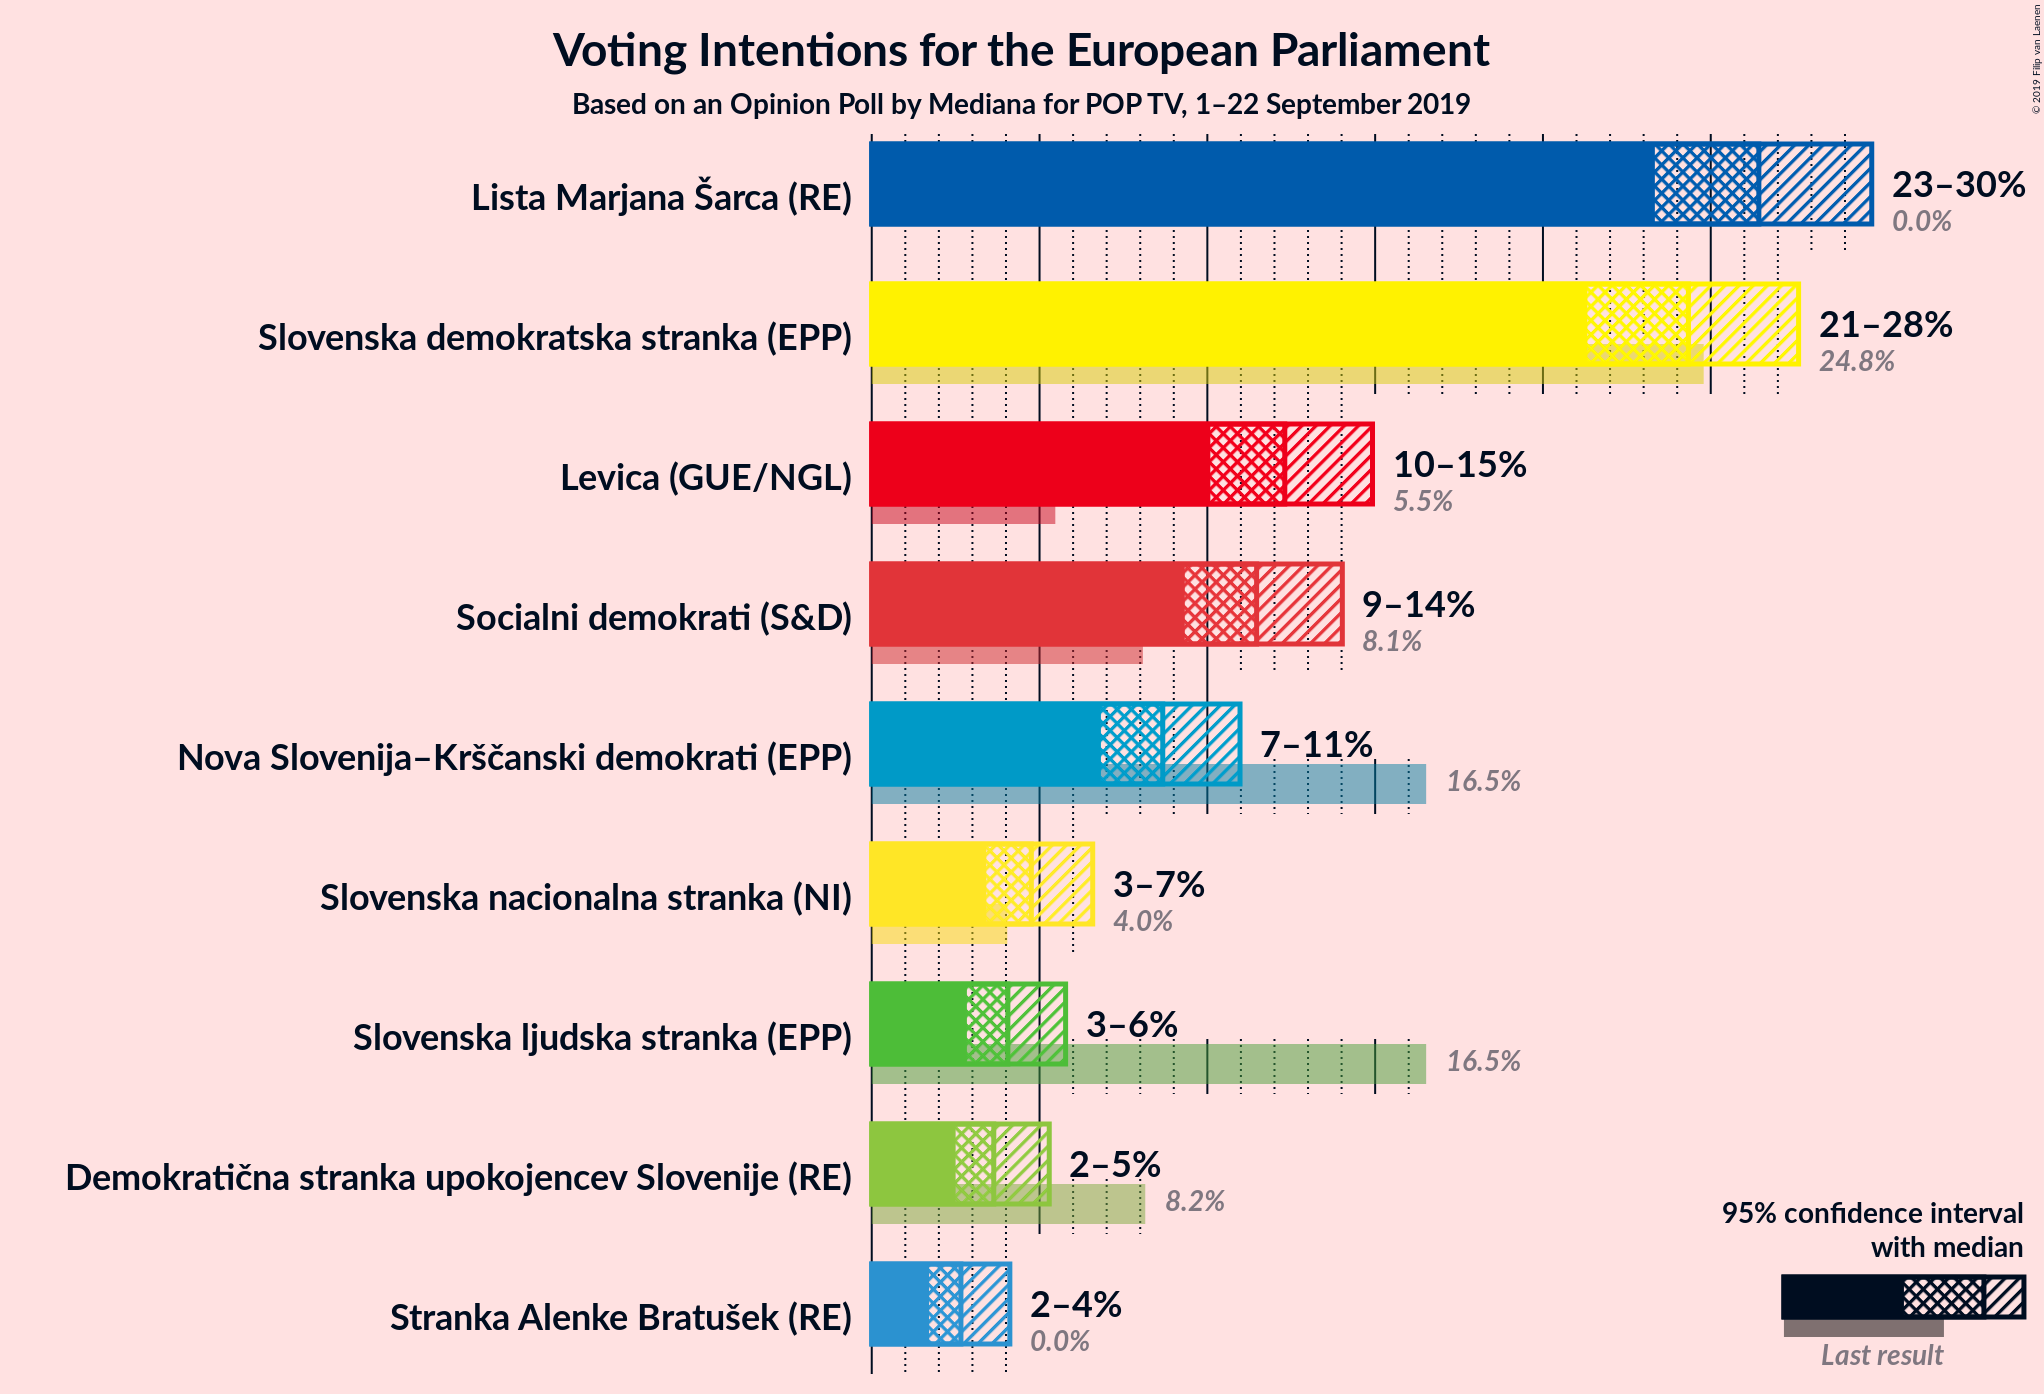 Voting Intentions for the European Parliament
Based on an Opinion Poll by Mediana for POP TV, 1–22 September 2019
© 2019 Filip van Laenen
Lista Marjana Šarca (RE)
23–30%
0.0%
Slovenska demokratska stranka (EPP)
21–28%
24.8%
Levica (GUE/NGL)
10–15%
5.5%
Socialni demokrati (S&D)
9–14%
8.1%
Nova Slovenija–Krščanski demokrati (EPP)
7–11%
16.5%
Slovenska nacionalna stranka (NI)
3–7%
4.0%
Slovenska ljudska stranka (EPP)
3–6%
16.5%
Demokratična stranka upokojencev Slovenije (RE)
2–5%
8.2%
Stranka Alenke Bratušek (RE)
2–4%
0.0%
95% confidence interval
with median
Last result